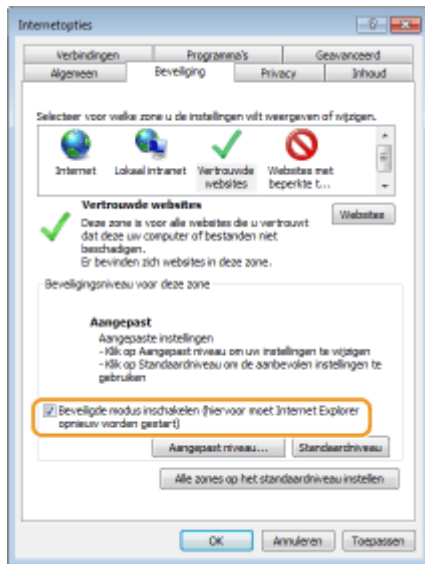 Internetopties
Verbindingen Programma's Geavanceerd
Algemeen Beveiliging Privacy Inhoud
Selecteer voor welke zone u de instellingen wilt weergeven of wijzigen.
Internet Lokaal intranet Vertrouwde websites Websites met beperkte t...
Vertrouwde websites
Websites
Deze zone is voor alle websites die u vertrouwt
dat deze uw computer of bestanden niet
beschadigen.
Er bevinden zich websites in deze zone.
Beveiligingsniveau voor deze zone
Aangepast
Aangepaste instellingen
- Klik op Aangepast niveau om uw instellingen te wijzigen
- Klik op Standaardniveau om de aanbevolen instellingen te
gebruiken
Beveiligde modus inschakelen (hiervoor moet Internet Explorer
opnieuw worden gestart)
Aangepast niveau... Standaardniveau
Alle zones op het standaardniveau instellen
OK Annuleren Toepassen